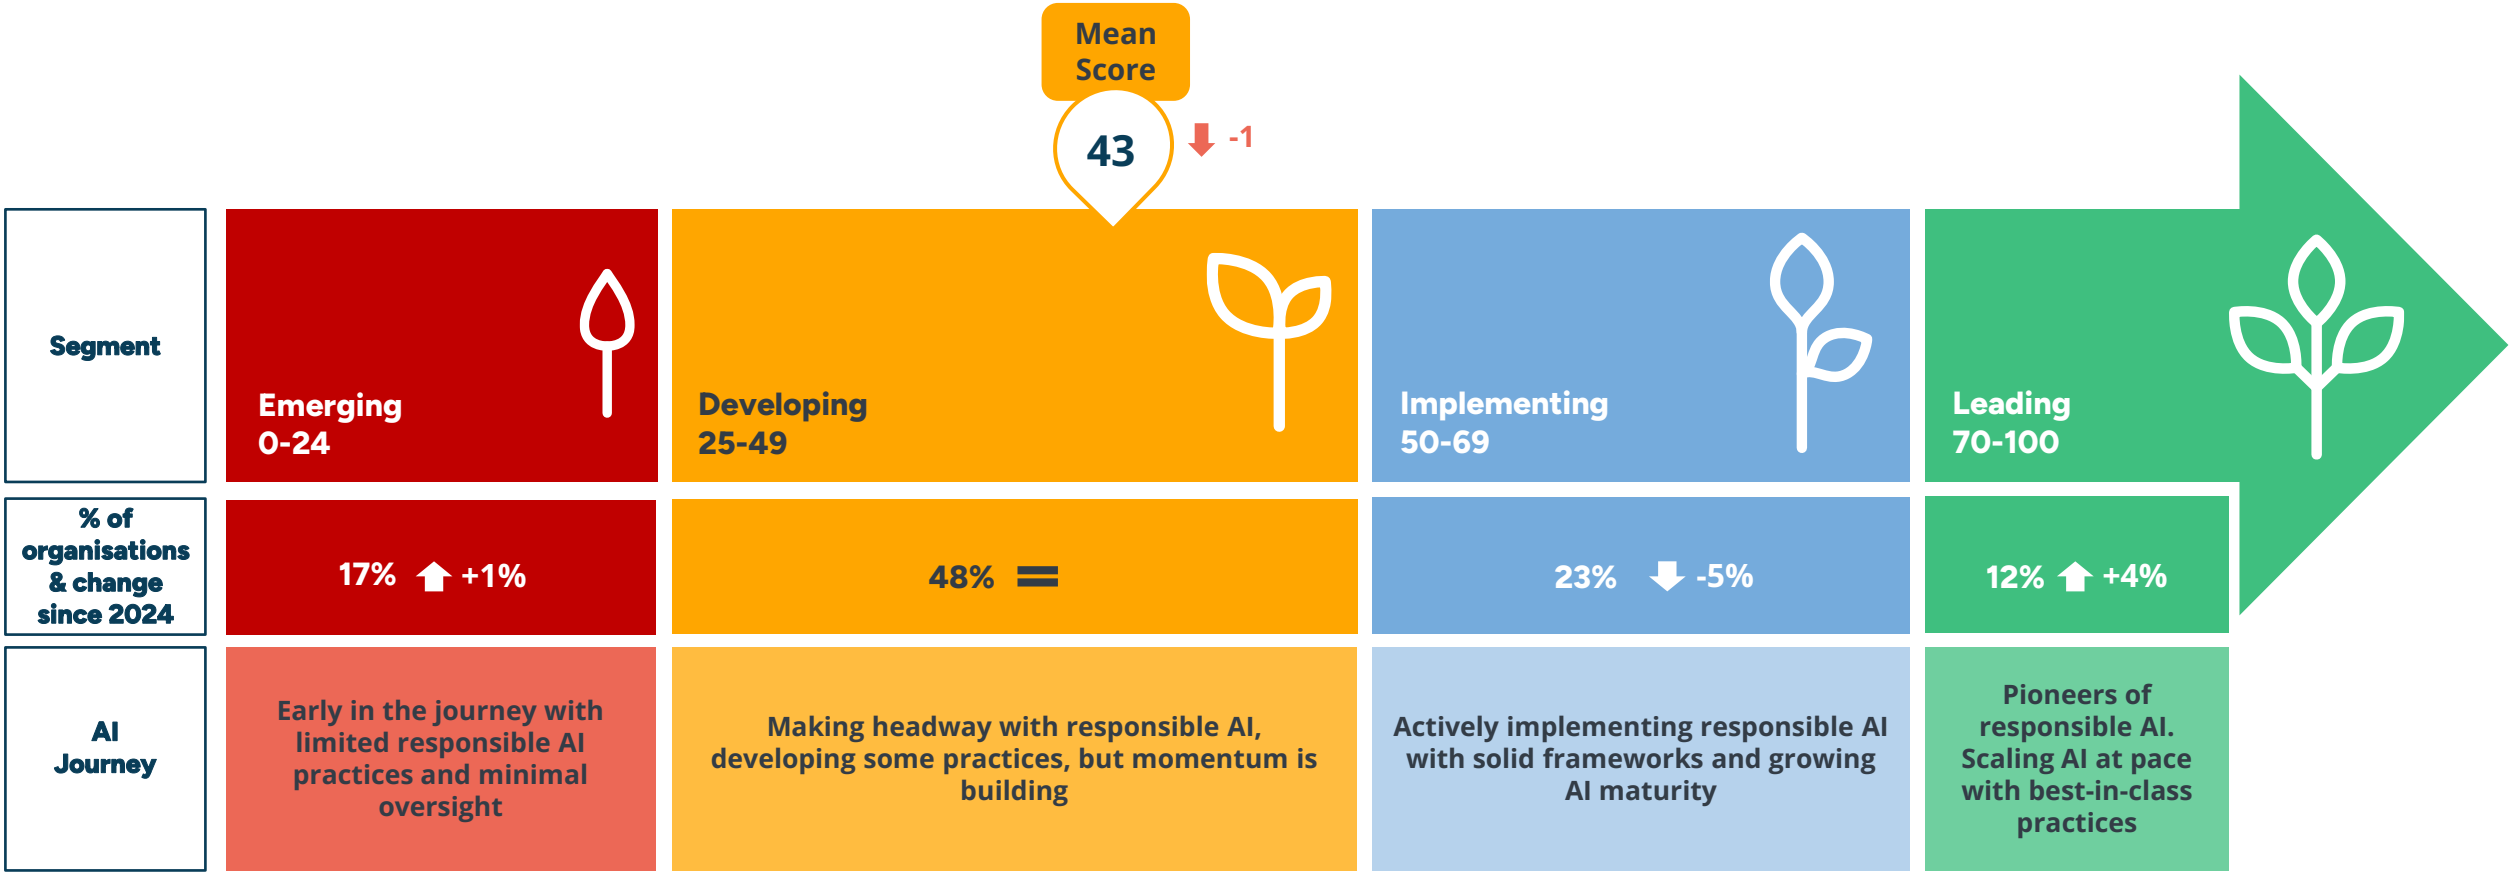 Mean
Score
43
-1
Segment
Emerging
0-24
Developing
25-49
Implementing
50-69
Leading
70-100
% of
organisations
& change
since 2024
17%
+1%
48%
23%
-5%
12%
+4%
AI
Journey
Early in the journey with
limited responsible AI
practices and minimal
oversight
Making headway with responsible AI,
developing some practices, but momentum is
building
Actively implementing responsible AI
with solid frameworks and growing
AI maturity
Pioneers of
responsible AI.
Scaling AI at pace
with best-in-class
practices